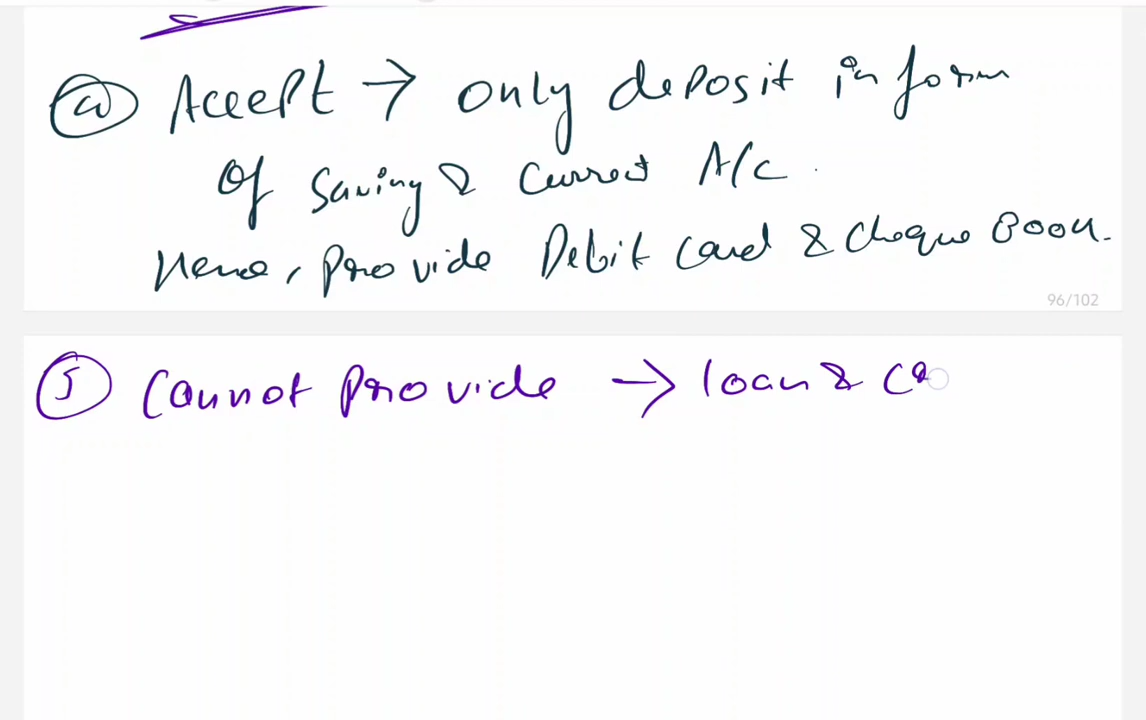 (a) Accept → only deposit in form
of Saving & Current A/C.
Hence, Provide Debit Card & Cheque Book.
96/102
(5) Cannot Provide → loan & C